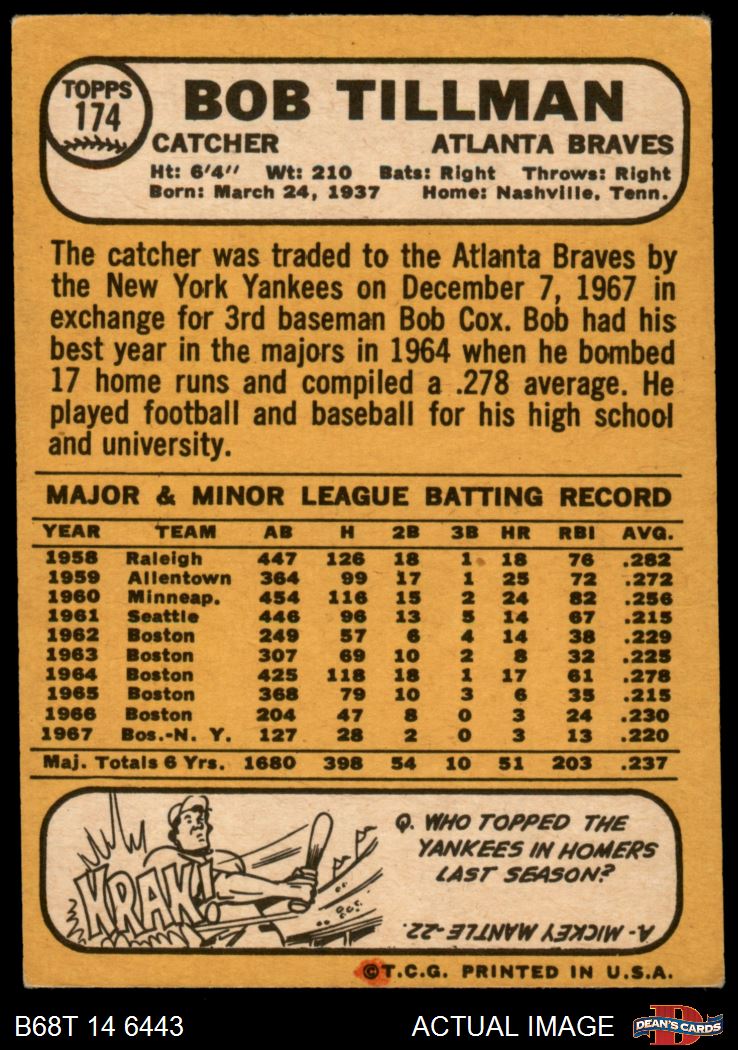 TOPPS
174
BOB TILLMAN
CATCHER ATLANTA BRAVES
Ht: 6'4" Wt: 210 Bats: Right Throws: Right
Born: March 24, 1937 Home: Nashville, Tenn.
The catcher was traded to the Atlanta Braves by
the New York Yankees on December 7, 1967 in
exchange for 3rd baseman Bob Cox. Bob had his
best year in the majors in 1964 when he bombed
17 home runs and compiled a .278 average. He
played football and baseball for his high school
and university.
MAJOR & MINOR LEAGUE BATTING RECORD
YEAR TEAM AB H 2B 3B HR RBI AVG.
1958 Raleigh 447 126 18 1 18 76 .282
1959 Allentown 364 99 17 1 25 72 .272
1960 Minneap. 454 116 15 2 24 82 .256
1961 Seattle 446 96 13 5 14 67 .215
1962 Boston 249 57 6 4 14 38 .229
1963 Boston 307 69 10 2 8 32 .225
1964 Boston 425 118 18 1 17 61 .278
1965 Boston 368 79 10 3 6 35 .215
1966 Boston 204 47 8 0 3 24 .230
1967 Bos.-N. Y. 127 28 2 0 3 13 .220
Maj. Totals 6 Yrs. 1680 398 54 10 51 203 .237
KRAK!
Q. WHO TOPPED THE
YANKEES IN HOMERS
LAST SEASON?
A- MICKEY MANTLE-22.
©T.C.G. PRINTED IN U.S.A.
B68T 14 6443 ACTUAL IMAGE
DEAN'S CARDS